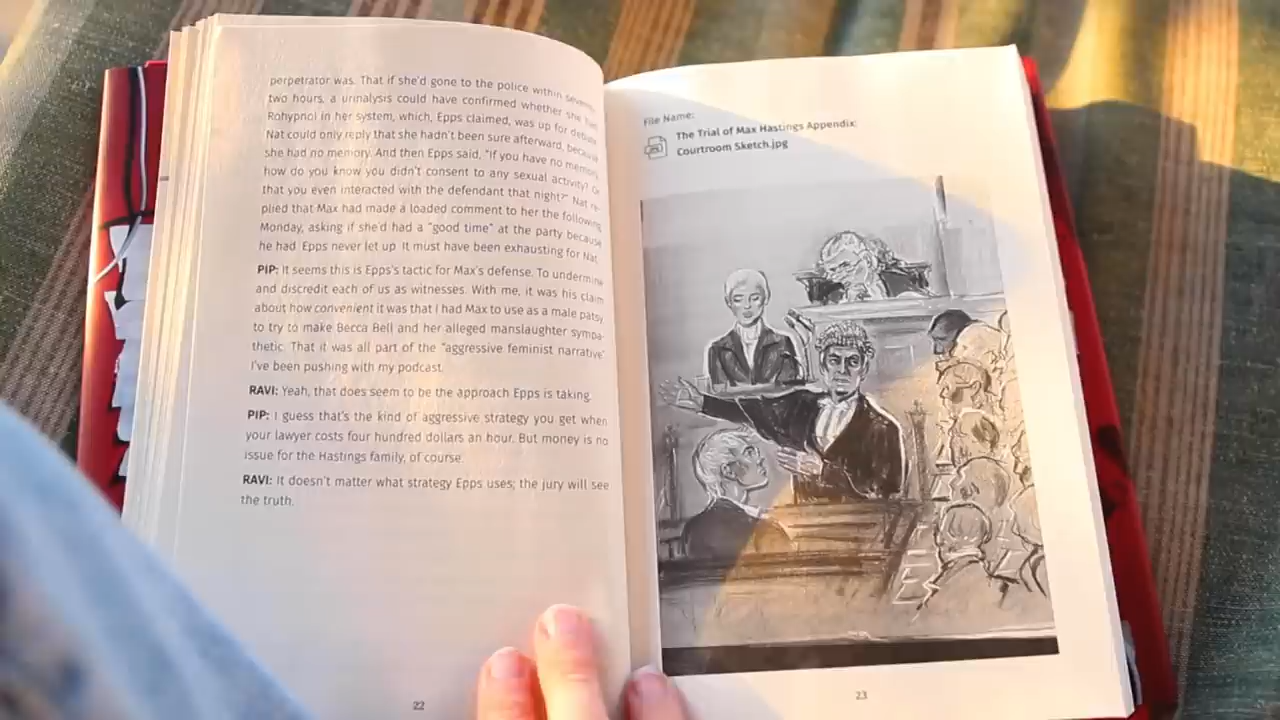 perpetrator was. That if she'd gone to the police within
two hours, a urinalysis could have confirmed whether she had
Rohypnol in her system, which, Epps claimed, was up for debate.
Nat could only reply that she hadn't been sure afterward, because
she had no memory. And then Epps said, "If you have no memory,
how do you know you didn't consent to any sexual activity? Or
that you even interacted with the defendant that night?" Nat re-
plied that Max had made a loaded comment to her the following
Monday, asking if she'd had a "good time" at the party because
he had. Epps never let up. It must have been exhausting for Nat.
PIP: It seems this is Epps's tactic for Max's defense. To undermine
and discredit each of us as witnesses. With me, it was his claim
about how convenient it was that I had Max to use as a male patsy
to try to make Becca Bell and her alleged manslaughter sympa-
thetic. That it was all part of the "aggressive feminist narrative"
I've been pushing with my podcast.
RAVI: Yeah, that does seem to be the approach Epps is taking.
PIP: I guess that's the kind of aggressive strategy you get when
your lawyer costs four hundred dollars an hour. But money is no
issue for the Hastings family, of course.
RAVI: It doesn't matter what strategy Epps uses; the jury will see
the truth.
22
File Name:
The Trial of Max Hastings Appendix:
Courtroom Sketch.jpg
23